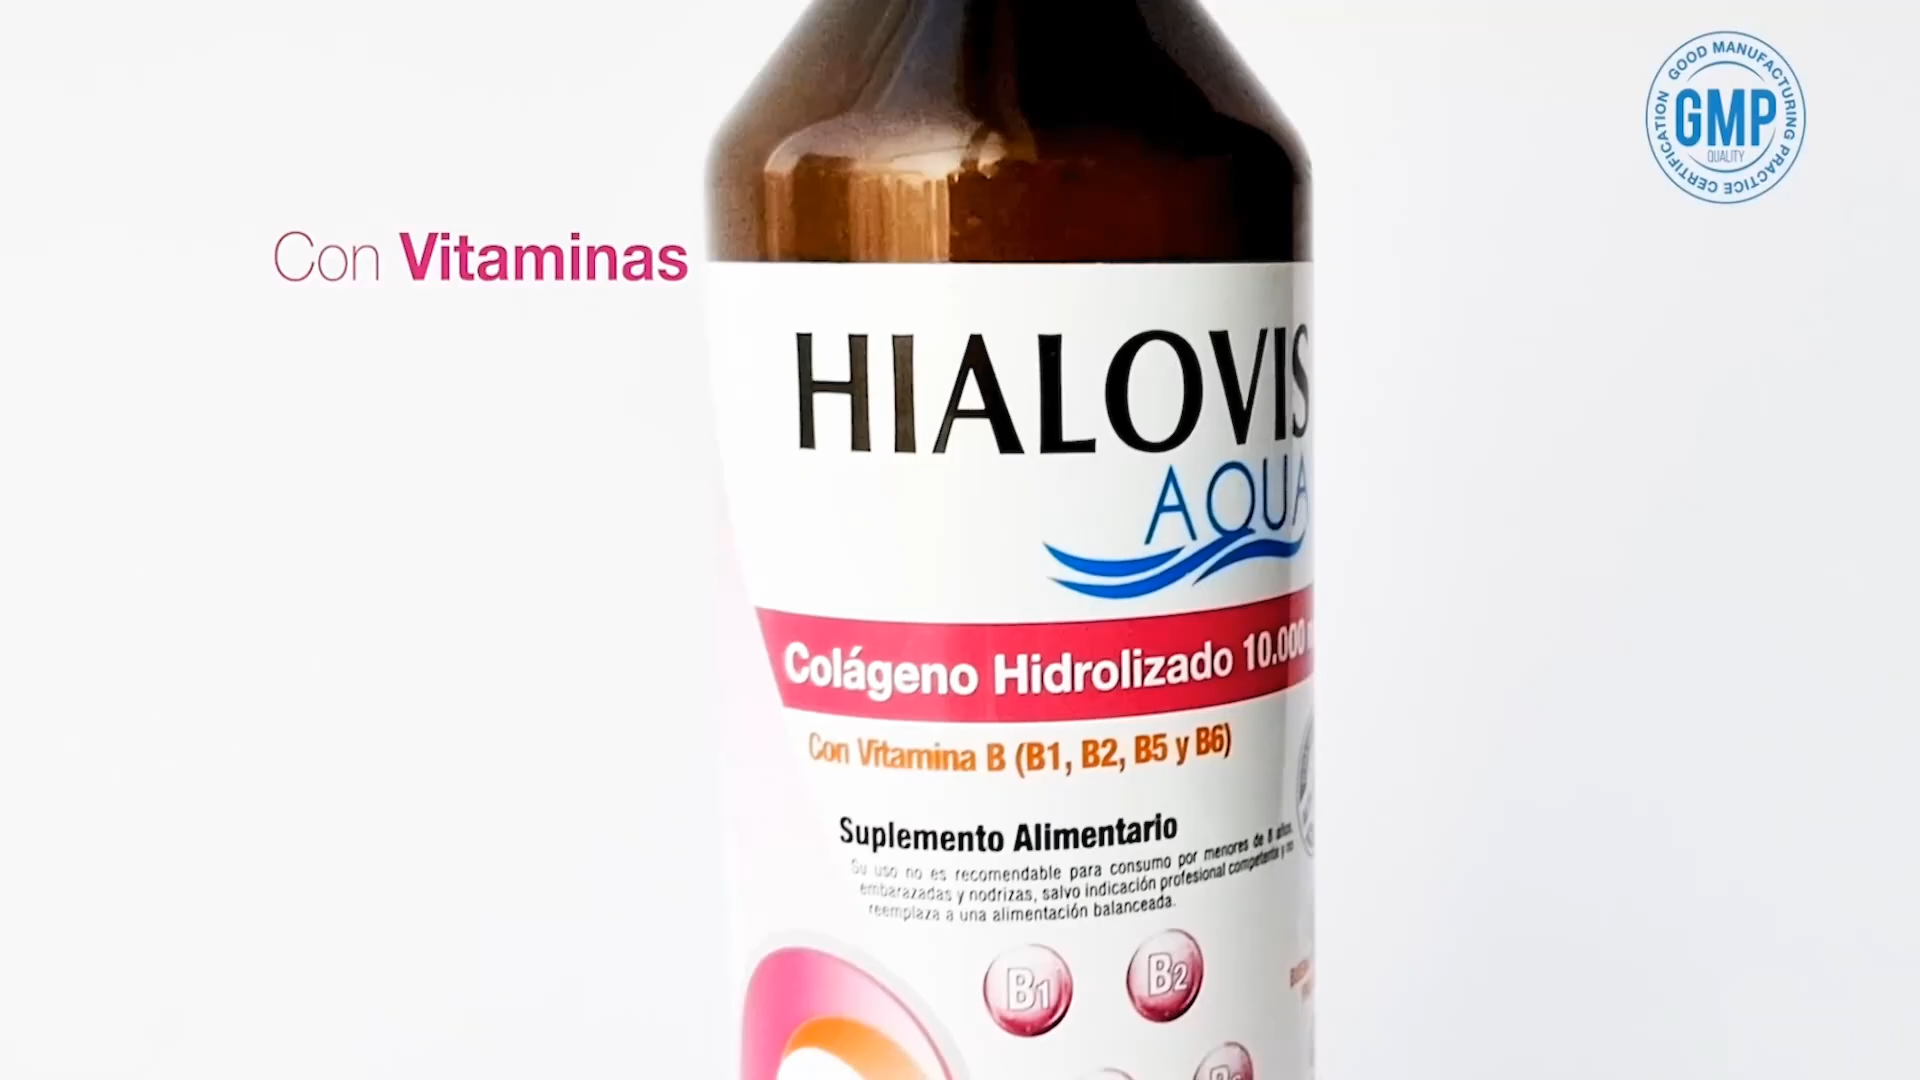 GOOD MANUFACTURING PRACTICE CERTIFICATION
GMP
QUALITY
Con Vitaminas
HIALOVIS
AQUA
Colágeno Hidrolizado 10.000
Con Vitamina B (B1, B2, B5 y B6)
Suplemento Alimentario
Su uso no es recomendable para consumo por menores de 8 años,
embarazadas y nodrizas, salvo indicación profesional competente y no
reemplaza a una alimentación balanceada.
B1
B2